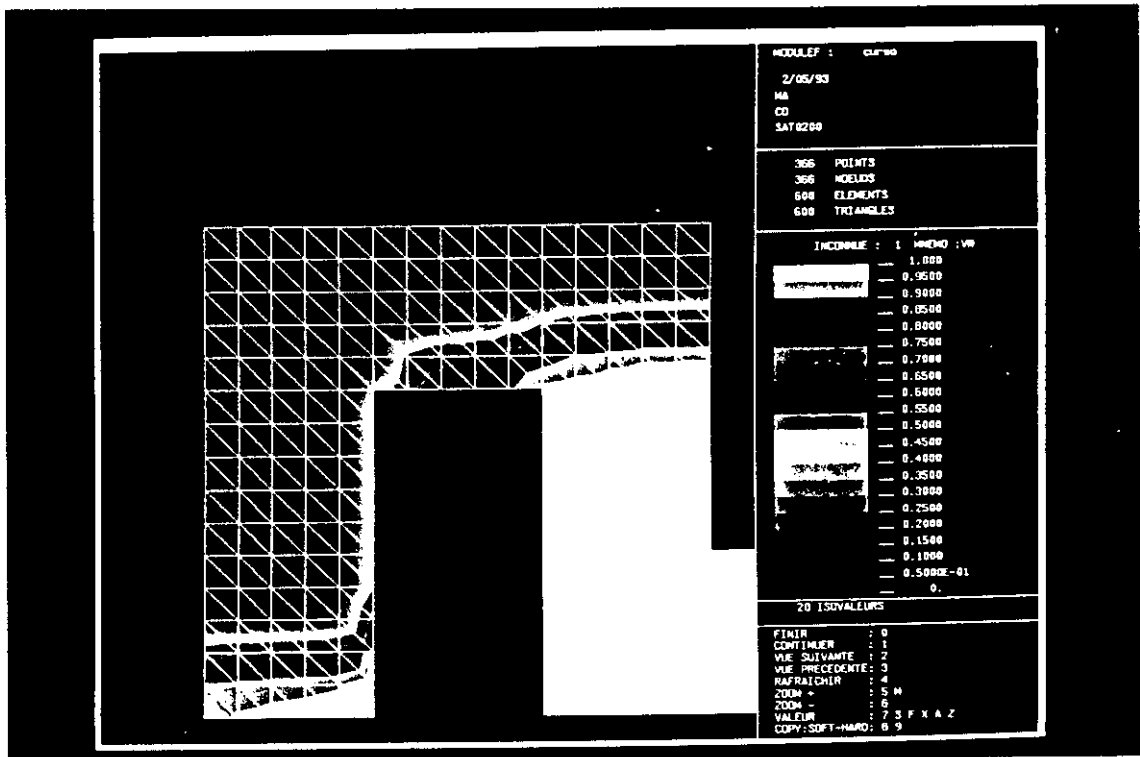 MODULEF : curso
2/05/93
MA
CO
SAT0200
366 POINTS
366 NOEUDS
600 ELEMENTS
600 TRIANGLES
INCONNUE : 1 MNEMO :VN
1.000
0.9500
0.9000
0.8500
0.8000
0.7500
0.7000
0.6500
0.6000
0.5500
0.5000
0.4500
0.4000
0.3500
0.3000
0.2500
0.2000
0.1500
0.1000
0.5000E-01
0.
20 ISOVALEURS
FINIR : 0
CONTINUER : 1
VUE SUIVANTE : 2
VUE PRECEDENTE: 3
RAFRAICHIR : 4
ZOOM + : 5 M
ZOOM - : 6
VALEUR : 7 S F X A Z
COPY:SOFT-HARD: 8 9